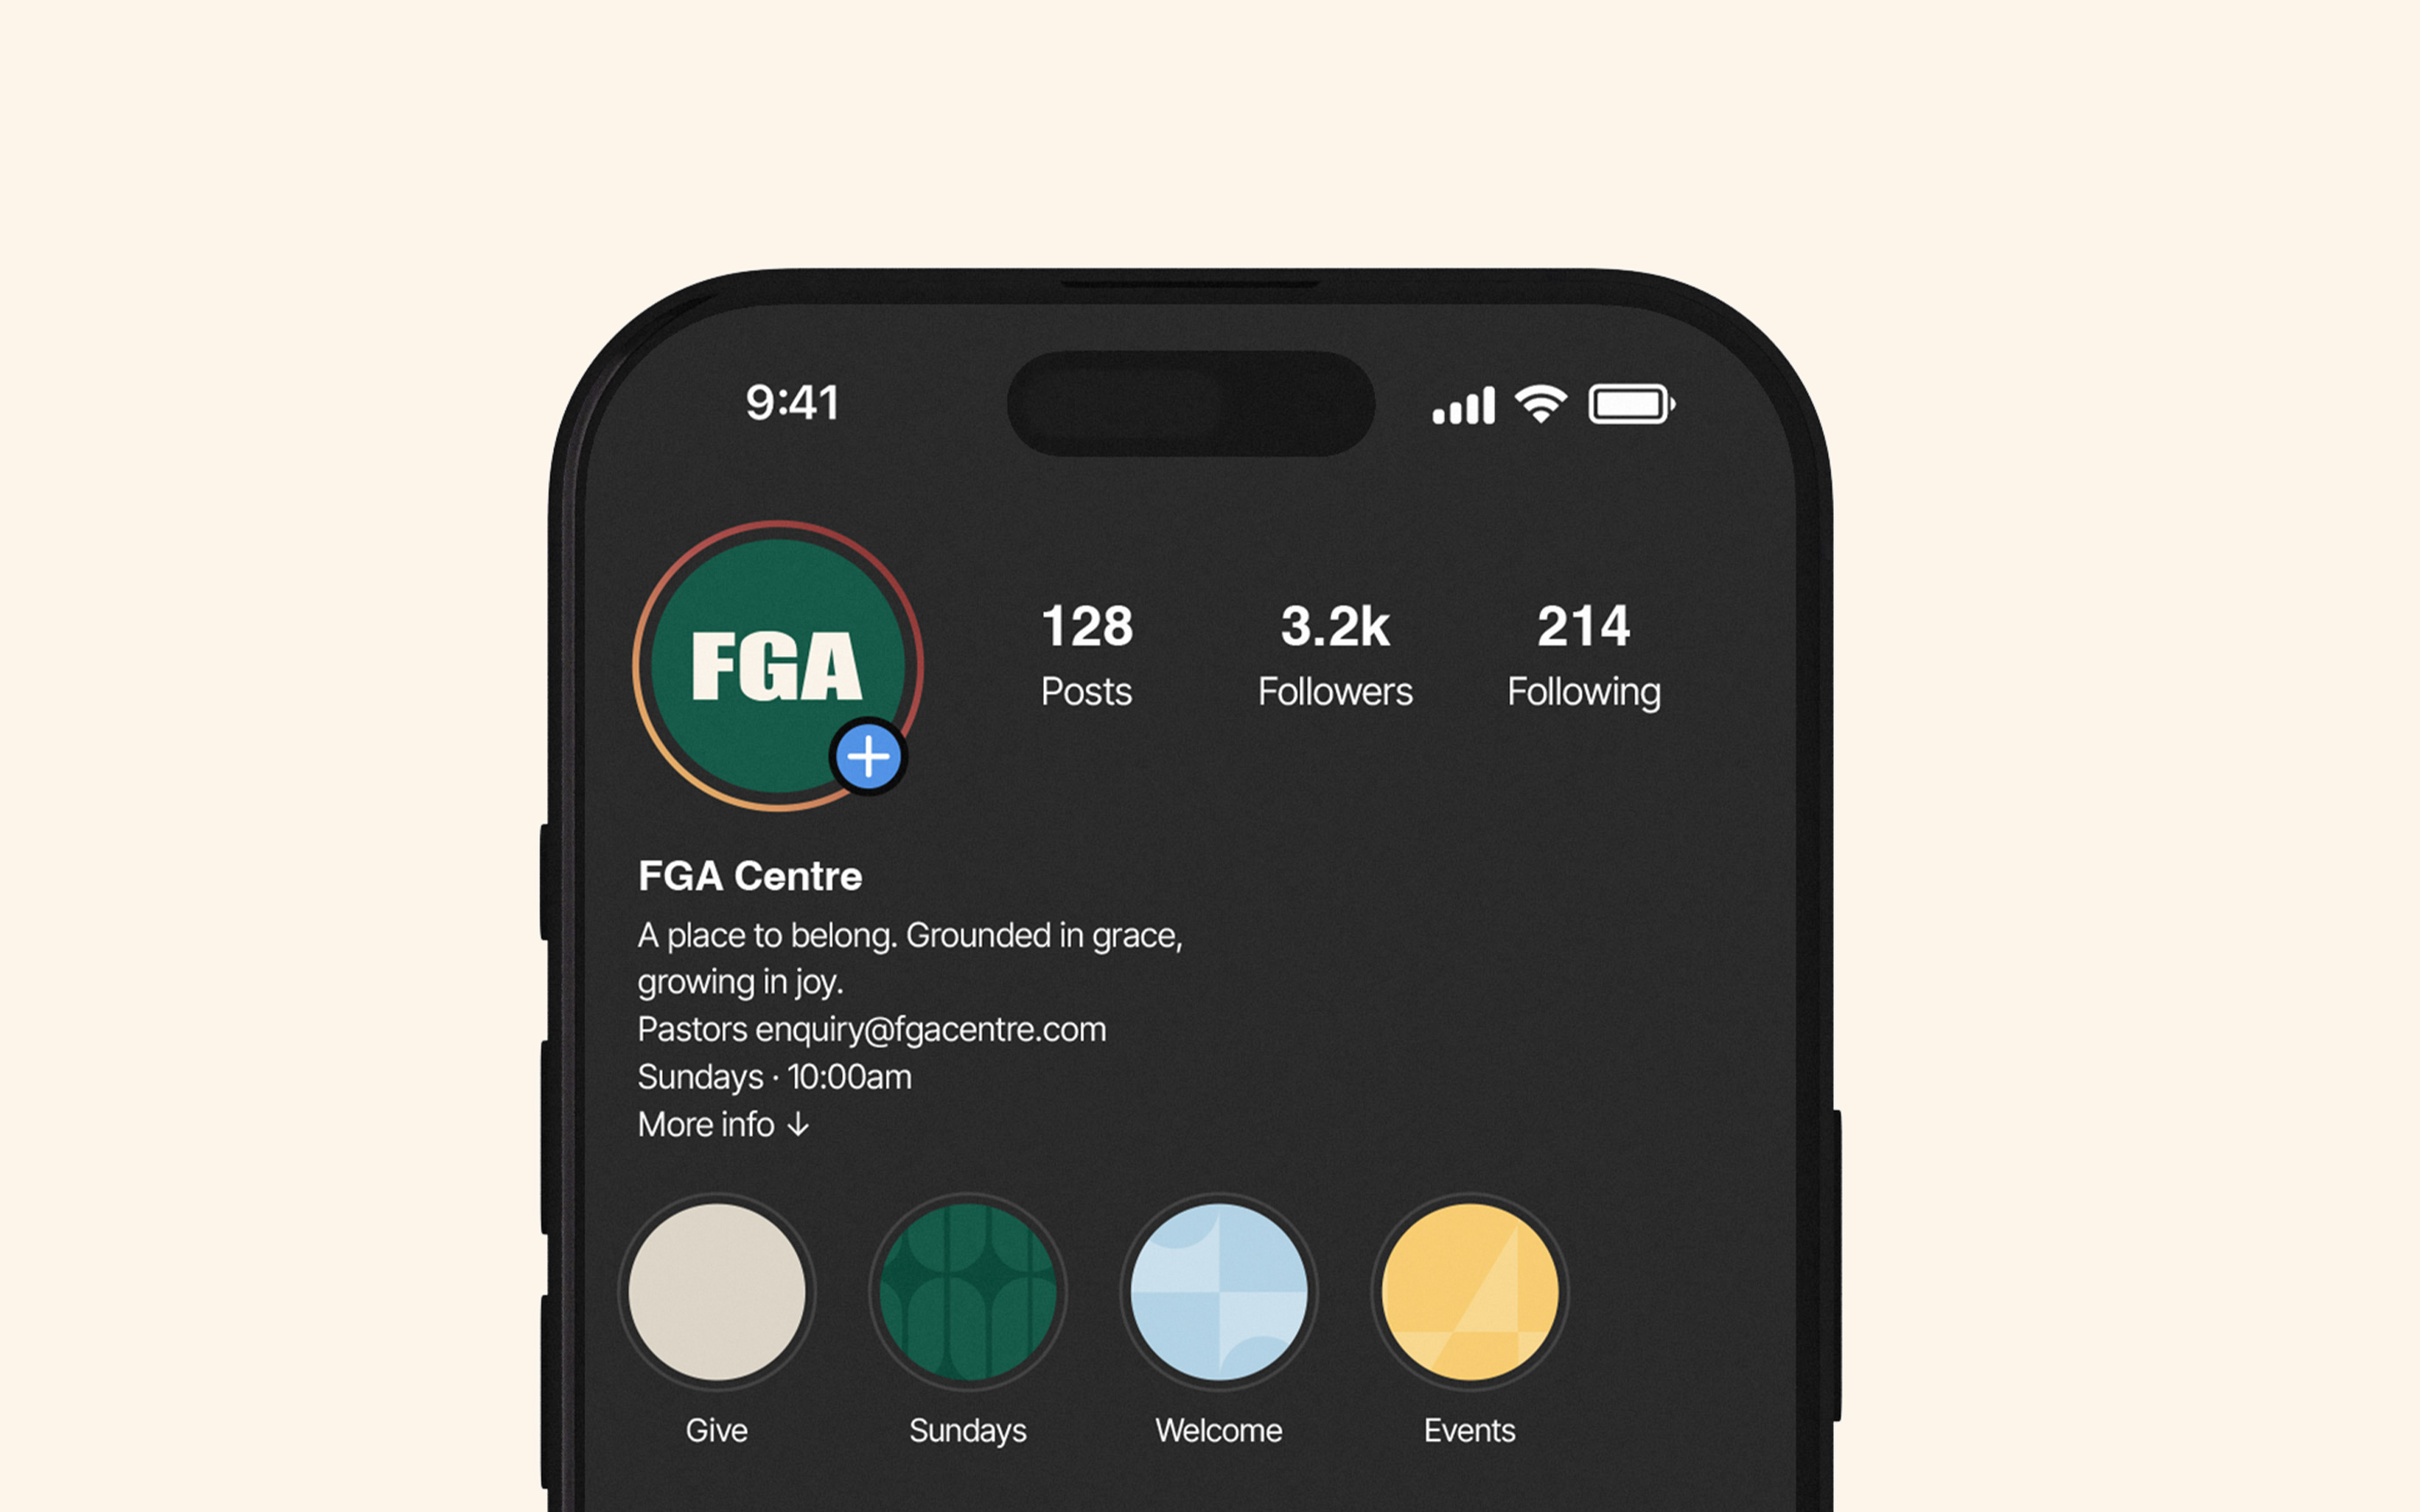 9:41
FGA
128
Posts
3.2k
Followers
214
Following
FGA Centre
A place to belong. Grounded in grace,
growing in joy.
Pastors enquiry@fgacentre.com
Sundays · 10:00am
More info ↓
Give
Sundays
Welcome
Events